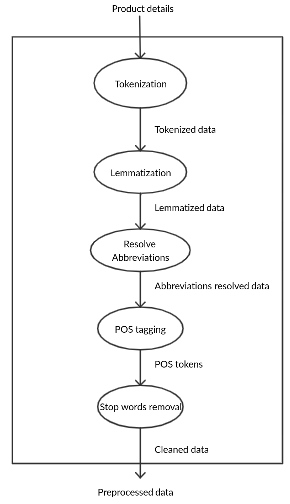 Product details
Tokenization
Tokenized data
Lemmatization
Lemmatized data
Resolve
Abbreviations
Abbreviations resolved data
POS tagging
POS tokens
Stop words removal
Cleaned data
Preprocessed data